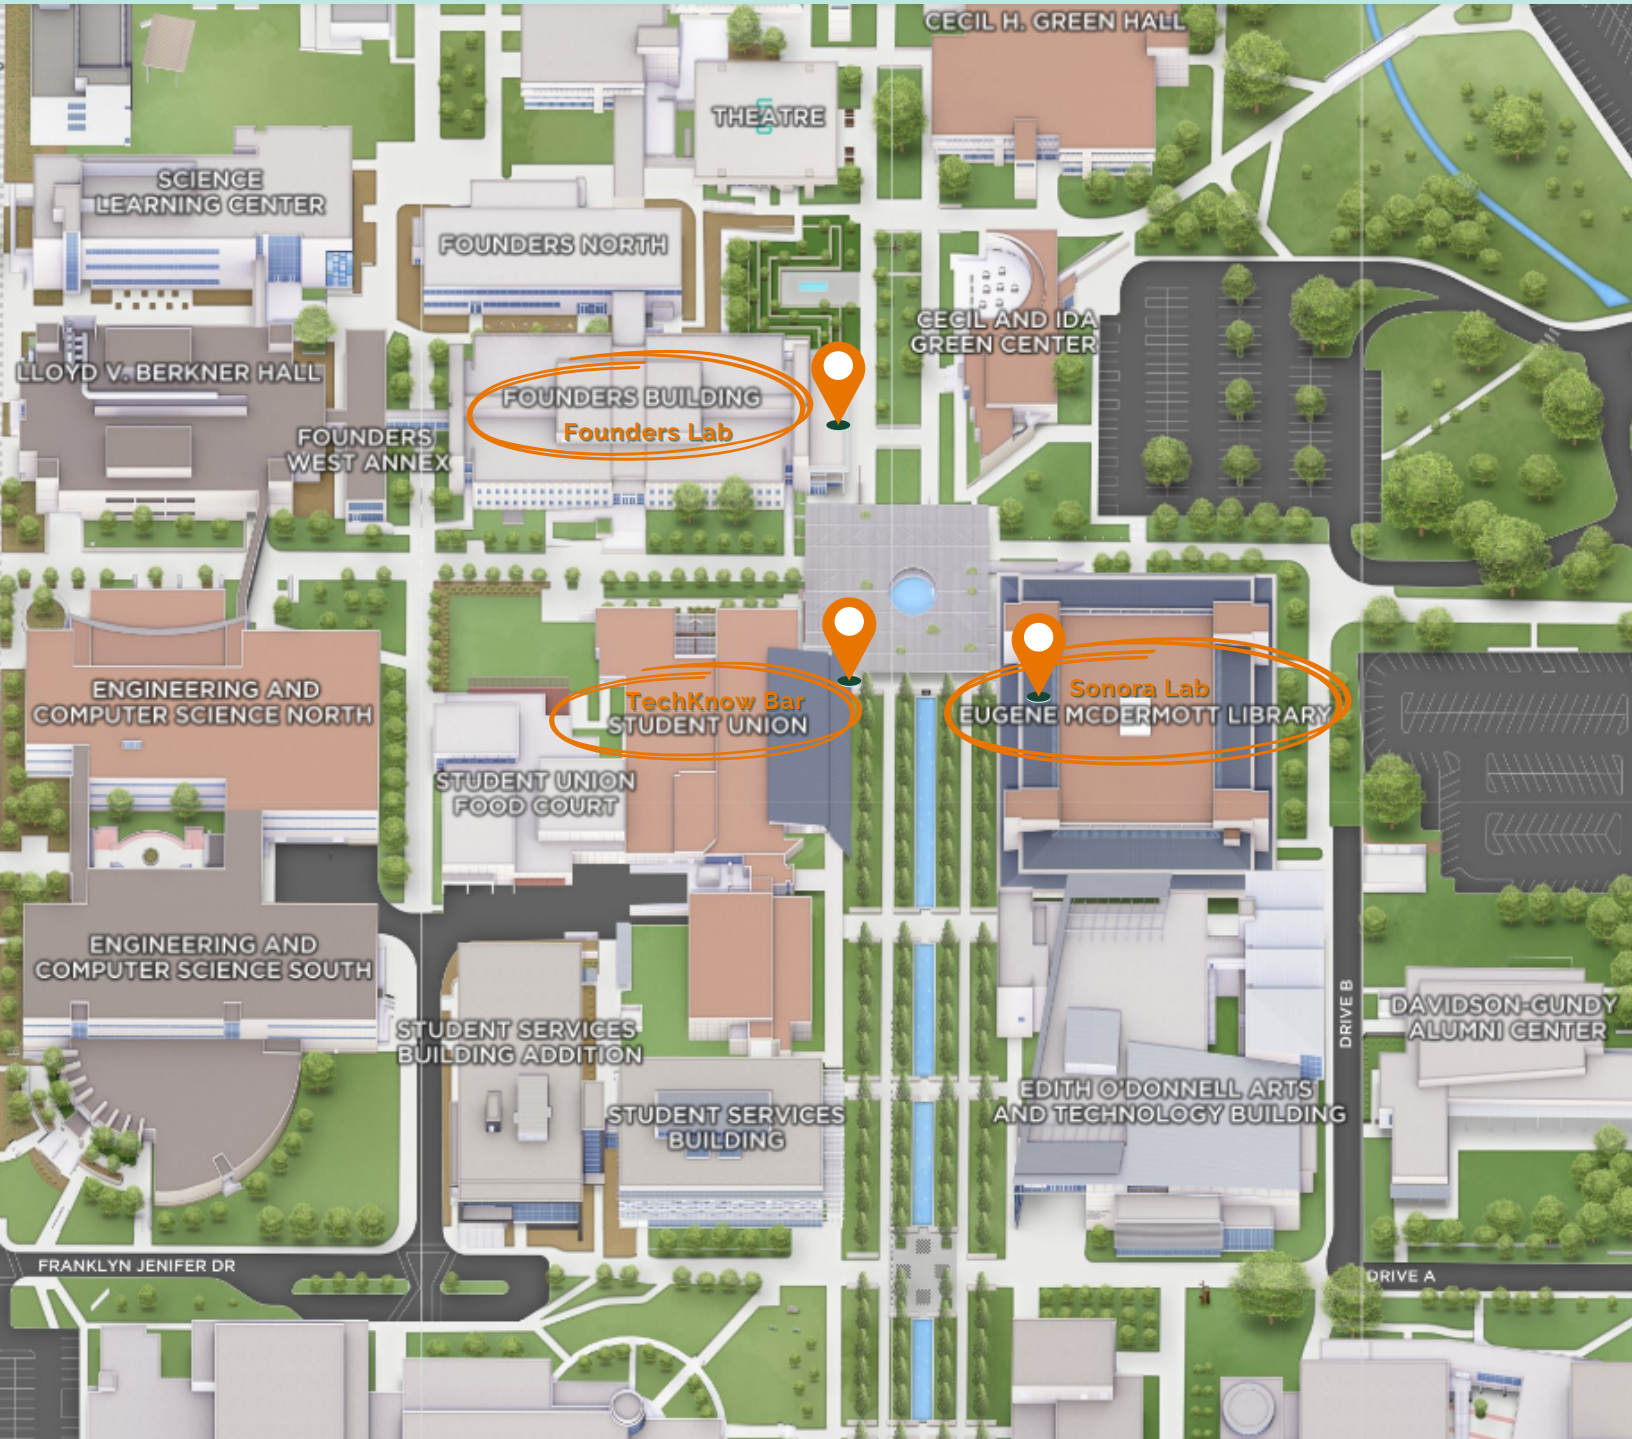 CECIL H. GREEN HALL
THEATRE
SCIENCE
LEARNING CENTER
FOUNDERS NORTH
CECIL AND IDA
GREEN CENTER
LLOYD V. BERKNER HALL
FOUNDERS BUILDING
Founders Lab
FOUNDERS
WEST ANNEX
ENGINEERING AND
COMPUTER SCIENCE NORTH
TechKnow Bar
STUDENT UNION
Sonora Lab
EUGENE MCDERMOTT LIBRARY
STUDENT UNION
FOOD COURT
ENGINEERING AND
COMPUTER SCIENCE SOUTH
STUDENT SERVICES
BUILDING ADDITION
DRIVE B
DAVIDSON-GUNDY
ALUMNI CENTER
EDITH O'DONNELL ARTS
AND TECHNOLOGY BUILDING
STUDENT SERVICES
BUILDING
FRANKLYN JENIFER DR
DRIVE A